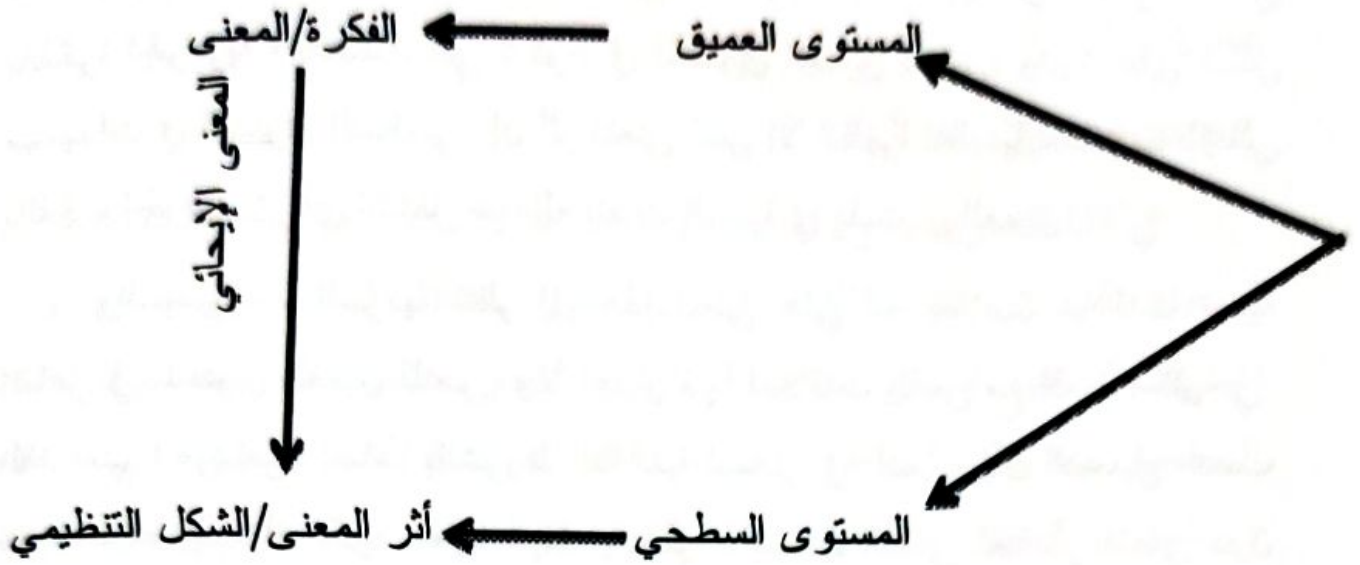 المستوى العميق
الفكرة/المعنى
المعنى الإيحائي
المستوى السطحي
أثر المعنى/الشكل التنظيمي